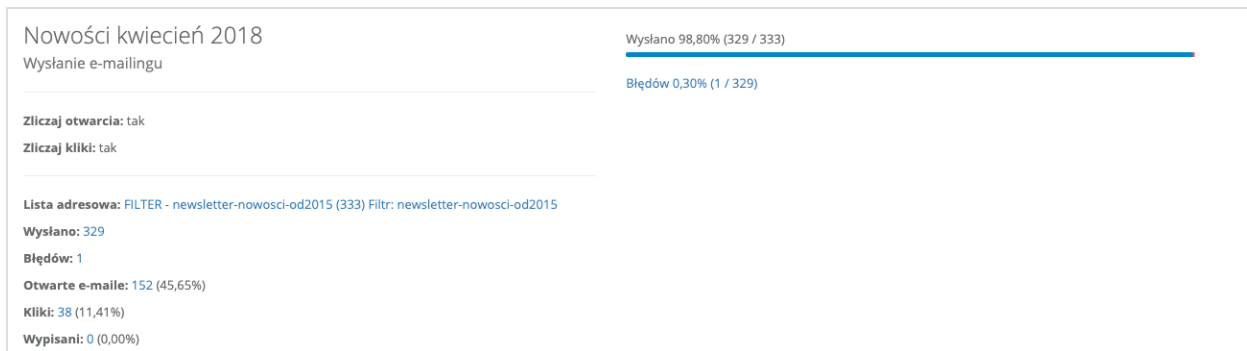 Nowości kwiecień 2018
Wysłanie e-mailingu
Zliczaj otwarcia: tak
Zliczaj kliki: tak
Lista adresowa: FILTER - newsletter-nowosci-od2015 (333) Filtr: newsletter-nowosci-od2015
Wysłano: 329
Błędów: 1
Otwarte e-maile: 152 (45,65%)
Kliki: 38 (11,41%)
Wypisani: 0 (0,00%)
Wysłano 98,80% (329 / 333)
Błędów 0,30% (1 / 329)